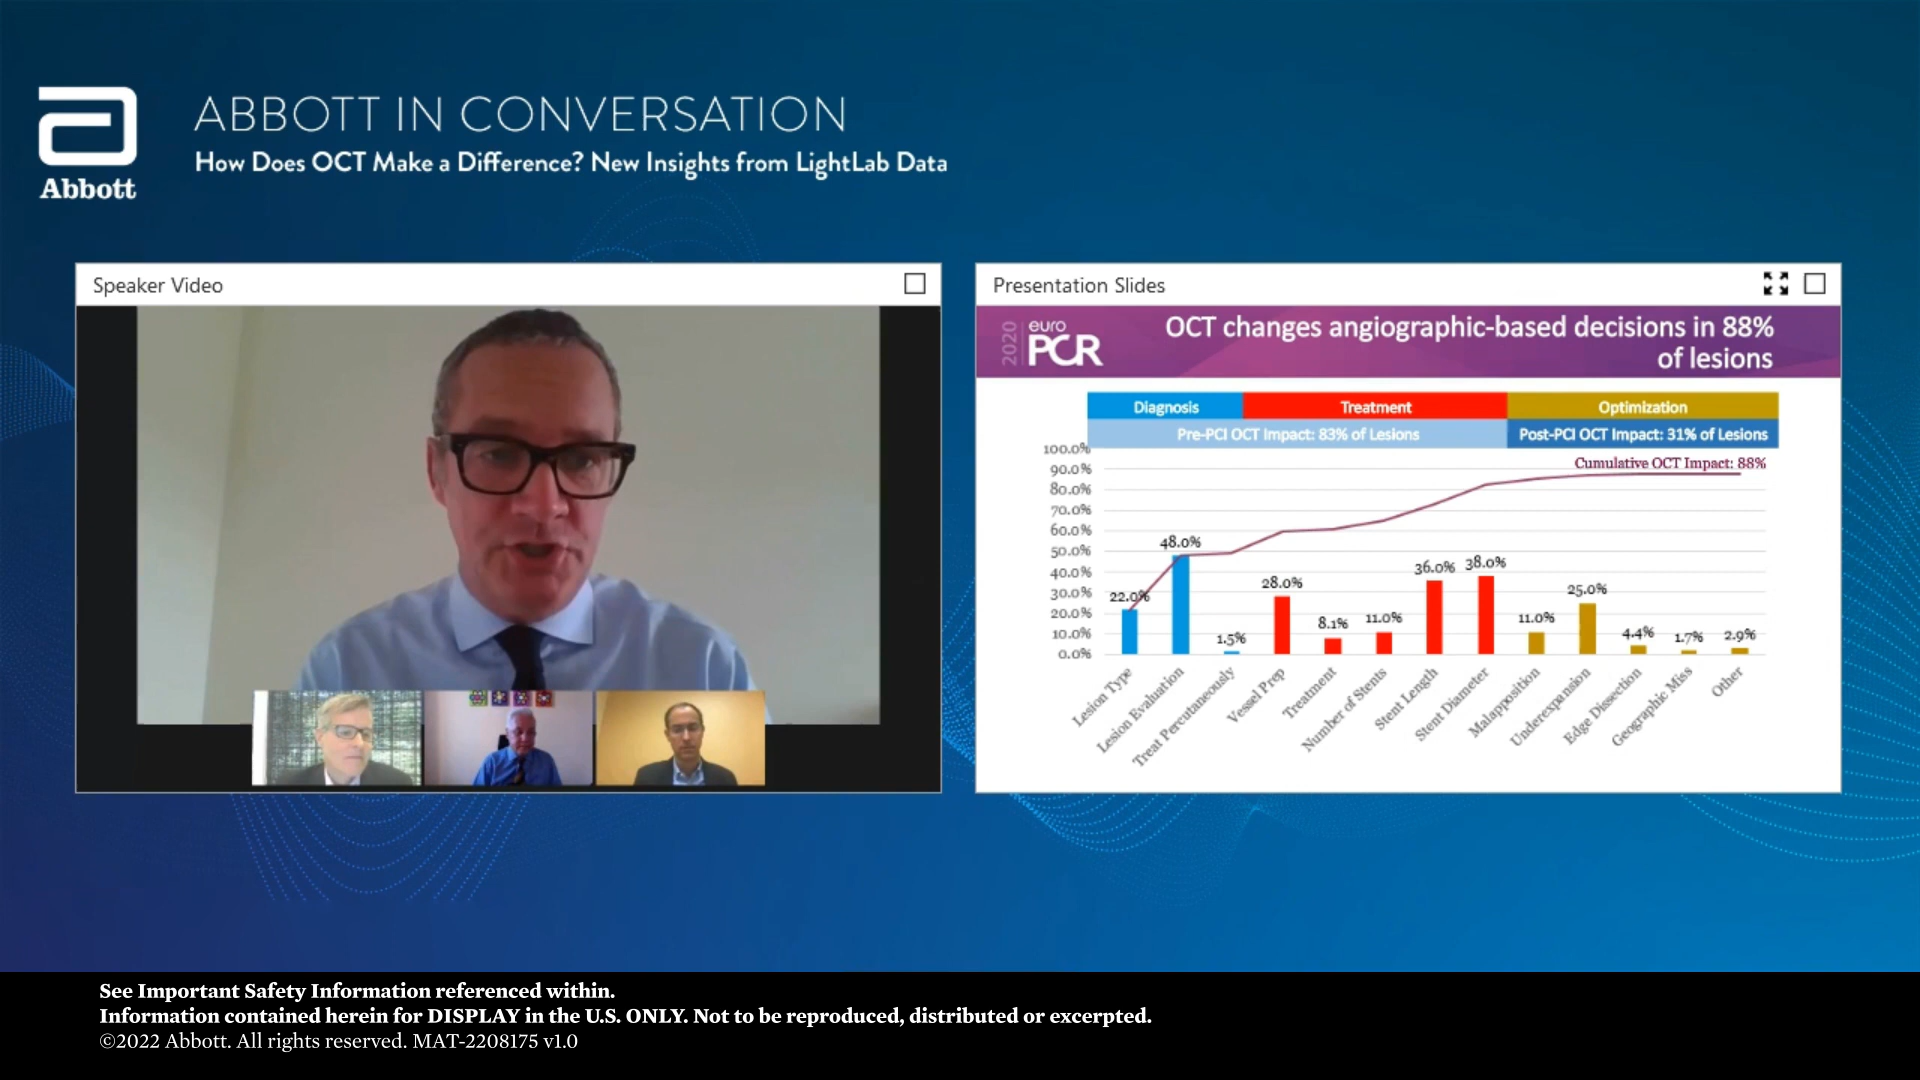 Abbott
ABBOTT IN CONVERSATION
How Does OCT Make a Difference? New Insights from LightLab Data
Speaker Video
Presentation Slides
2020
euro
PCR
OCT changes angiographic-based decisions in 88%
of lesions
Diagnosis
Treatment
Optimization
Pre-PCI OCT Impact: 83% of Lesions
Post-PCI OCT Impact: 31% of Lesions
Cumulative OCT Impact: 88%
100.0%
90.0%
80.0%
70.0%
60.0%
50.0%
40.0%
30.0%
20.0%
10.0%
0.0%
22.0%
48.0%
1.5%
28.0%
8.1%
11.0%
36.0%
38.0%
11.0%
25.0%
4.4%
1.7%
2.9%
Lesion Type
Lesion Evaluation
Treat Percutaneously
Vessel Prep
Treatment
Number of Stents
Stent Length
Stent Diameter
Malapposition
Underexpansion
Edge Dissection
Geographic Miss
Other
See Important Safety Information referenced within.
Information contained herein for DISPLAY in the U.S. ONLY. Not to be reproduced, distributed or excerpted.
©2022 Abbott. All rights reserved. MAT-2208175 v1.0